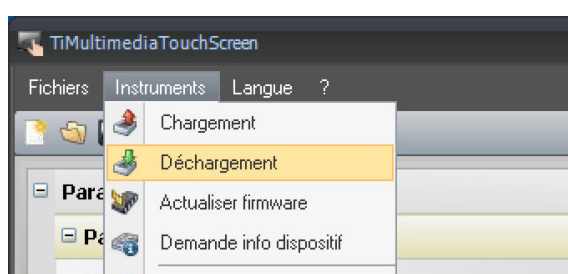 TiMultimediaTouchScreen
Fichiers Instruments Langue ?
Chargement
Déchargement
Actualiser firmware
Demande info dispositif